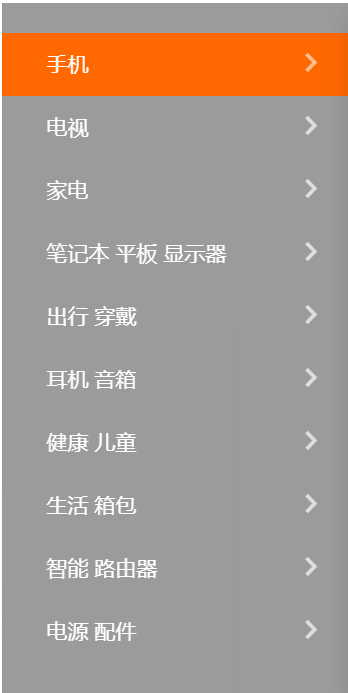 手机
电视
家电
笔记本 平板 显示器
出行 穿戴
耳机 音箱
健康 儿童
生活 箱包
智能 路由器
电源 配件